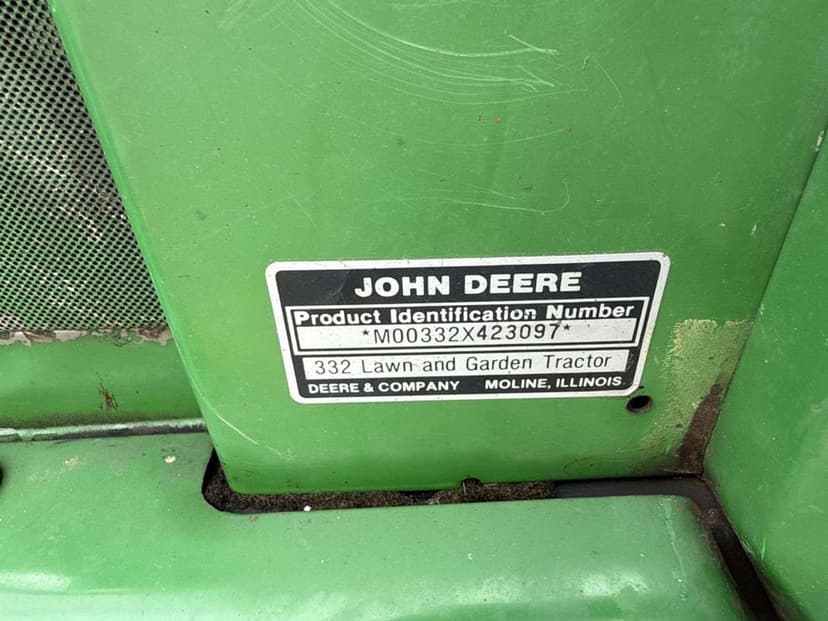 JOHN DEERE
Product Identification Number
*M00332X423097*
332 Lawn and Garden Tractor
DEERE & COMPANY MOLINE, ILLINOIS